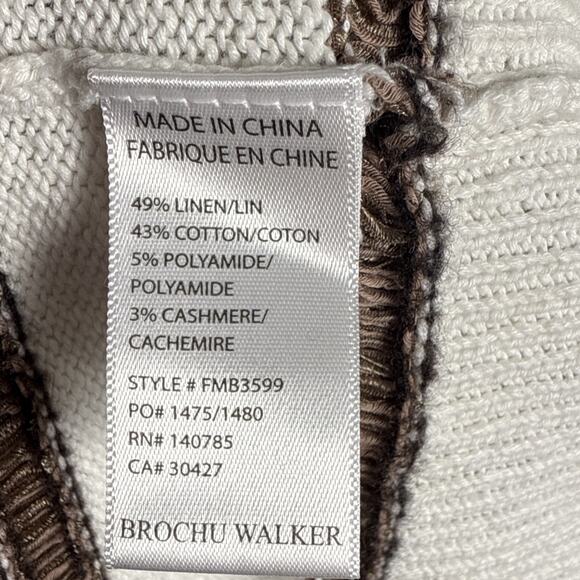 MADE IN CHINA
FABRIQUE EN CHINE
49% LINEN/LIN
43% COTTON/COTON
5% POLYAMIDE/
POLYAMIDE
3% CASHMERE/
CACHEMIRE
STYLE # FMB3599
PO# 1475/1480
RN# 140785
CA# 30427
BROCHU WALKER